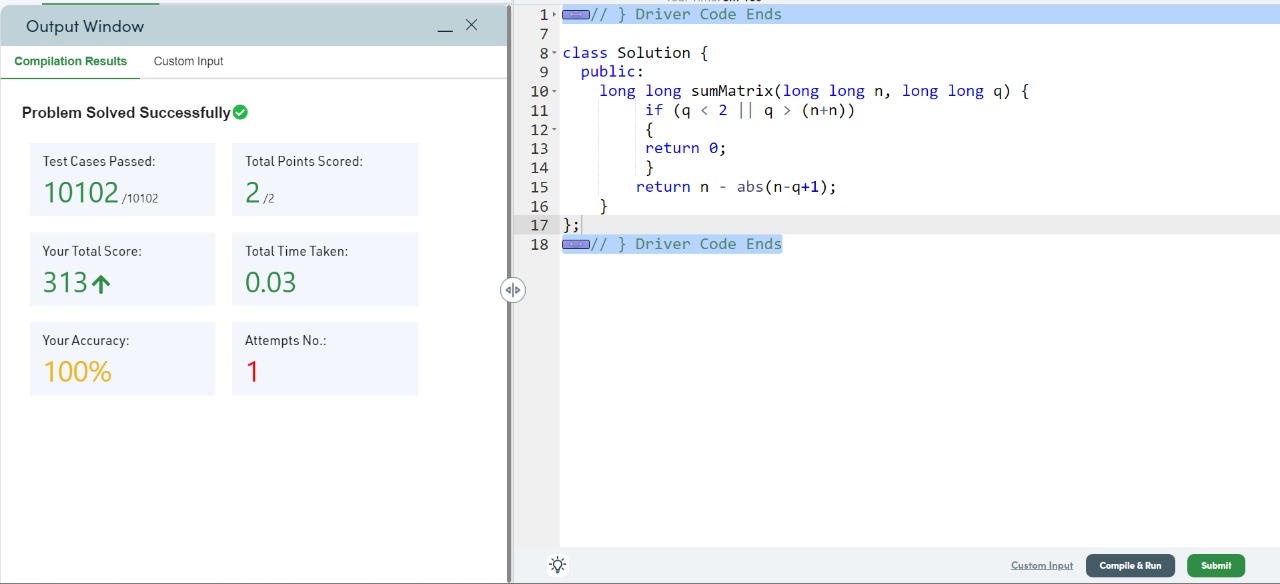 Output Window
Compilation Results
Custom Input
Problem Solved Successfully
Test Cases Passed:
10102 /10102
Total Points Scored:
2 /2
Your Total Score:
313
Total Time Taken:
0.03
Your Accuracy:
100%
Attempts No.:
1
1 // } Driver Code Ends
7
8 class Solution {
9 public:
10 long long sumMatrix(long long n, long long q) {
11 if (q < 2 || q > (n+n))
12 {
13 return 0;
14 }
15 return n - abs(n-q+1);
16 }
17 };
18 // } Driver Code Ends
Custom Input
Compile & Run
Submit